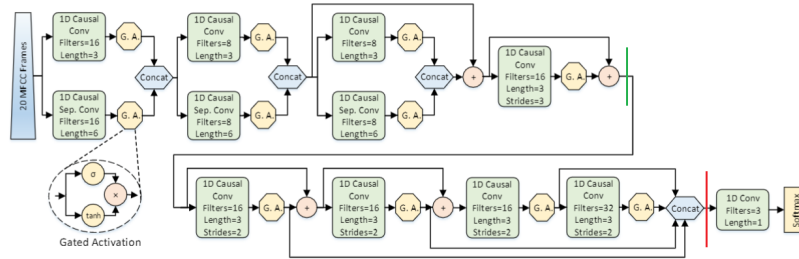 2D MFCC Frames
1D Causal
Conv
Filters=16
Length=3
G. A.
1D Causal
Sep. Conv
Filters=16
Length=6
G. A.
Concat
1D Causal
Conv
Filters=8
Length=3
G. A.
1D Causal
Sep. Conv
Filters=8
Length=6
G. A.
Concat
1D Causal
Conv
Filters=8
Length=3
G. A.
1D Causal
Sep. Conv
Filters=8
Length=6
G. A.
Concat
+
1D Causal
Conv
Filters=16
Length=3
Strides=3
G. A.
+
σ
×
tanh
Gated Activation
1D Causal
Conv
Filters=16
Length=3
Strides=2
G. A.
+
1D Causal
Conv
Filters=16
Length=3
Strides=2
G. A.
+
1D Causal
Conv
Filters=16
Length=3
Strides=2
G. A.
1D Causal
Conv
Filters=32
Length=3
Strides=2
G. A.
Concat
1D Conv
Filters=3
Length=1
Softmax